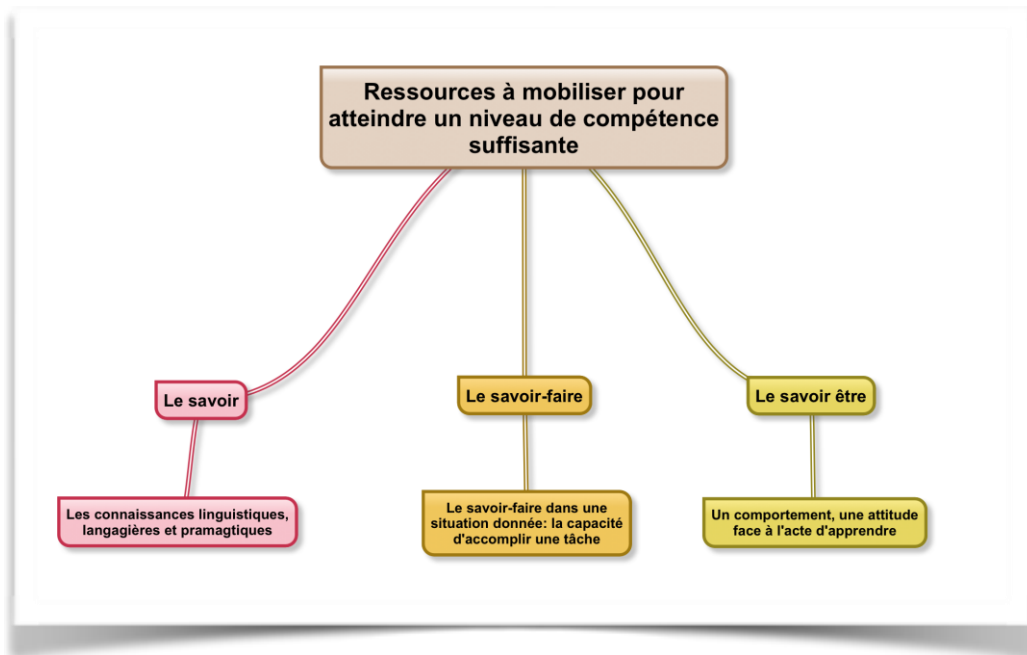 Ressources à mobiliser pour
atteindre un niveau de compétence
suffisante
Le savoir
Le savoir-faire
Le savoir être
Les connaissances linguistiques,
langagières et pramagtiques
Le savoir-faire dans une
situation donnée: la capacité
d'accomplir une tâche
Un comportement, une attitude
face à l'acte d'apprendre